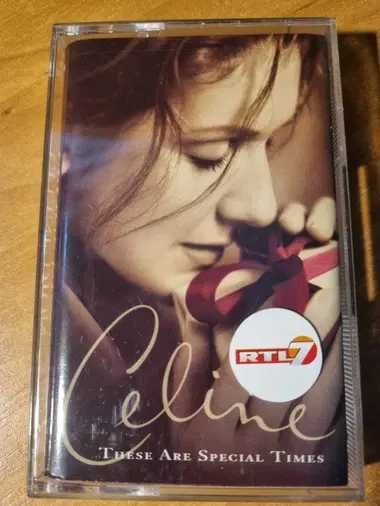 RTL7
Celine
THESE ARE SPECIAL TIMES